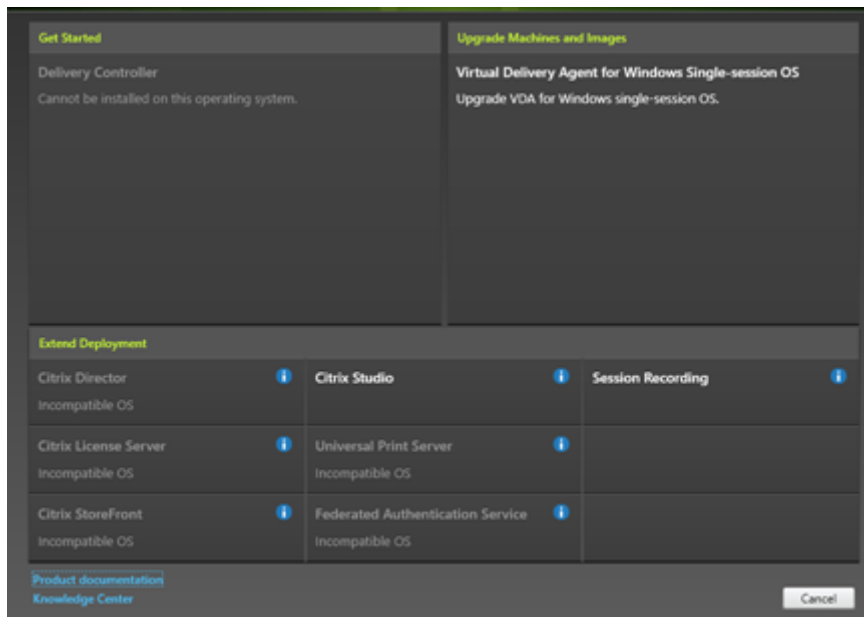 Get Started
Delivery Controller
Cannot be installed on this operating system.
Upgrade Machines and Images
Virtual Delivery Agent for Windows Single-session OS
Upgrade VDA for Windows single-session OS.
Extend Deployment
Citrix Director
Incompatible OS
Citrix Studio
Session Recording
Citrix License Server
Incompatible OS
Universal Print Server
Incompatible OS
Citrix StoreFront
Incompatible OS
Federated Authentication Service
Incompatible OS
Product documentation
Knowledge Center
Cancel